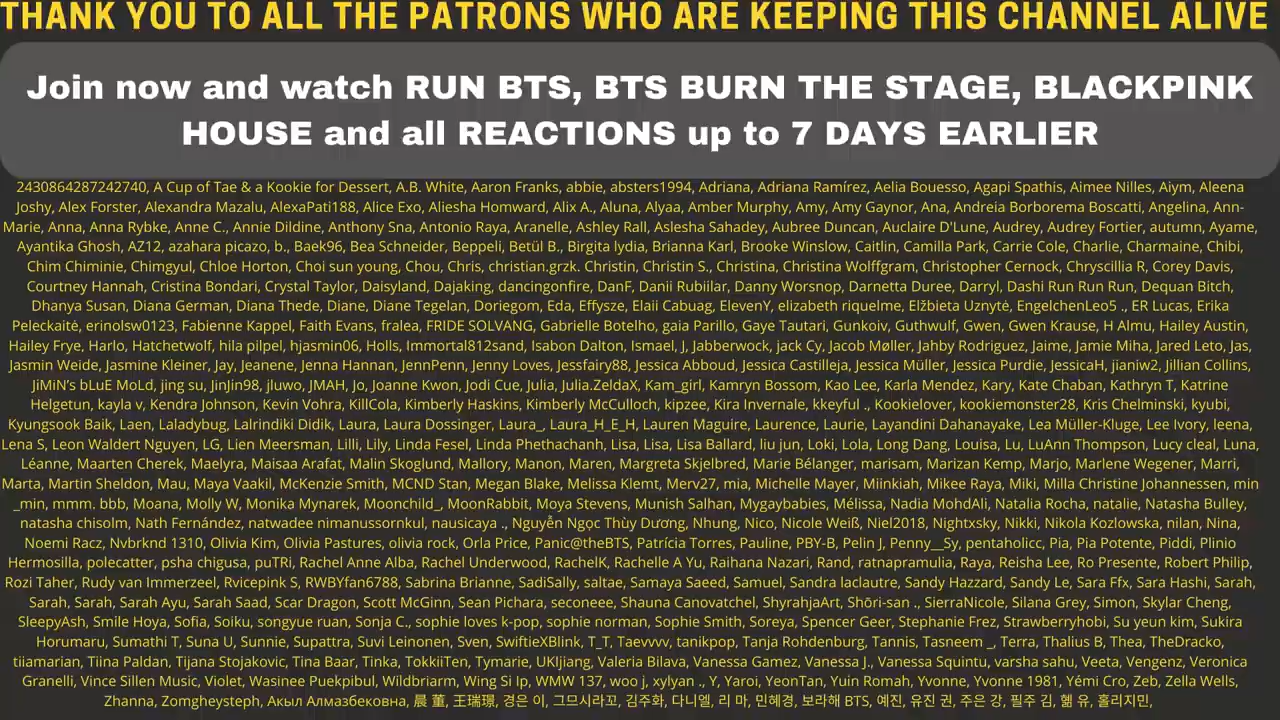 THANK YOU TO ALL THE PATRONS WHO ARE KEEPING THIS CHANNEL ALIVE
Join now and watch RUN BTS, BTS BURN THE STAGE, BLACKPINK
HOUSE and all REACTIONS up to 7 DAYS EARLIER
2430864287242740, A Cup of Tae & a Kookie for Dessert, A.B. White, Aaron Franks, abbie, absters1994, Adriana, Adriana Ramírez, Aelia Bouesso, Agapi Spathis, Aimee Nilles, Aiym, Aleena
Joshy, Alex Forster, Alexandra Mazalu, AlexaPati188, Alice Exo, Aliesha Homward, Alix A., Aluna, Alyaa, Amber Murphy, Amy, Amy Gaynor, Ana, Andreia Borborema Boscatti, Angelina, Ann-
Marie, Anna, Anna Rybke, Anne C., Annie Dildine, Anthony Sna, Antonio Raya, Aranelle, Ashley Rall, Aslesha Sahadey, Aubree Duncan, Auclaire D'Lune, Audrey, Audrey Fortier, autumn, Ayame,
Ayantika Ghosh, AZ12, azahara picazo, b., Baek96, Bea Schneider, Beppeli, Betül B., Birgita lydia, Brianna Karl, Brooke Winslow, Caitlin, Camilla Park, Carrie Cole, Charlie, Charmaine, Chibi,
Chim Chiminie, Chimgyul, Chloe Horton, Choi sun young, Chou, Chris, christian.grzk. Christin, Christin S., Christina, Christina Wolffgram, Christopher Cernock, Chryscillia R, Corey Davis,
Courtney Hannah, Cristina Bondari, Crystal Taylor, Daisyland, Dajaking, dancingonfire, DanF, Danii Rubiilar, Danny Worsnop, Darnetta Duree, Darryl, Dashi Run Run Run, Dequan Bitch,
Dhanya Susan, Diana German, Diana Thede, Diane, Diane Tegelan, Doriegom, Eda, Effysze, Elaii Cabuag, ElevenY, elizabeth riquelme, Elżbieta Uznytė, EngelchenLeo5 ., ER Lucas, Erika
Peleckaitė, erinolsw0123, Fabienne Kappel, Faith Evans, fralea, FRIDE SOLVANG, Gabrielle Botelho, gaia Parillo, Gaye Tautari, Gunkoiv, Guthwulf, Gwen, Gwen Krause, H Almu, Hailey Austin,
Hailey Frye, Harlo, Hatchetwolf, hila pilpel, hjasmin06, Holls, Immortal812sand, Isabon Dalton, Ismael, J, Jabberwock, jack Cy, Jacob Møller, Jahby Rodriguez, Jaime, Jamie Miha, Jared Leto, Jas,
Jasmin Weide, Jasmine Kleiner, Jay, Jeanene, Jenna Hannan, JennPenn, Jenny Loves, Jessfairy88, Jessica Abboud, Jessica Castilleja, Jessica Müller, Jessica Purdie, JessicaH, jianiw2, Jillian Collins,
JiMiN's bLuE MoLd, jing su, JinJin98, jluwo, JMAH, Jo, Joanne Kwon, Jodi Cue, Julia, Julia.ZeldaX, Kam_girl, Kamryn Bossom, Kao Lee, Karla Mendez, Kary, Kate Chaban, Kathryn T, Katrine
Helgetun, kayla v, Kendra Johnson, Kevin Vohra, KillCola, Kimberly Haskins, Kimberly McCulloch, kipzee, Kira Invernale, kkeyful ., Kookielover, kookiemonster28, Kris Chelminski, kyubi,
Kyungsook Baik, Laen, Laladybug, Lalrindiki Didik, Laura, Laura Dossinger, Laura_, Laura_H_E_H, Lauren Maguire, Laurence, Laurie, Layandini Dahanayake, Lea Müller-Kluge, Lee Ivory, leena,
Lena S, Leon Waldert Nguyen, LG, Lien Meersman, Lilli, Lily, Linda Fesel, Linda Phethachanh, Lisa, Lisa, Lisa Ballard, liu jun, Loki, Lola, Long Dang, Louisa, Lu, LuAnn Thompson, Lucy cleal, Luna,
Léanne, Maarten Cherek, Maelyra, Maisaa Arafat, Malin Skoglund, Mallory, Manon, Maren, Margreta Skjelbred, Marie Bélanger, marisam, Marizan Kemp, Marjo, Marlene Wegener, Marri,
Marta, Martin Sheldon, Mau, Maya Vaakil, McKenzie Smith, MCND Stan, Megan Blake, Melissa Klemt, Merv27, mia, Michelle Mayer, Miinkiah, Mikee Raya, Miki, Milla Christine Johannessen, min
_min, mmm. bbb, Moana, Molly W, Monika Mynarek, Moonchild_, MoonRabbit, Moya Stevens, Munish Salhan, Mygaybabies, Mélissa, Nadia MohdAli, Natalia Rocha, natalie, Natasha Bulley,
natasha chisolm, Nath Fernández, natwadee nimanussornkul, nausicaya ., Nguyễn Ngọc Thùy Dương, Nhung, Nico, Nicole Weiß, Niel2018, Nightxsky, Nikki, Nikola Kozlowska, nilan, Nina,
Noemi Racz, Nvbrknd 1310, Olivia Kim, Olivia Pastures, olivia rock, Orla Price, Panic@theBTS, Patrícia Torres, Pauline, PBY-B, Pelin J, Penny__Sy, pentaholicc, Pia, Pia Potente, Piddi, Plinio
Hermosilla, polecatter, psha chigusa, puTRi, Rachel Anne Alba, Rachel Underwood, RachelK, Rachelle A Yu, Raihana Nazari, Rand, ratnapramulia, Raya, Reisha Lee, Ro Presente, Robert Philip,
Rozi Taher, Rudy van Immerzeel, Rvicepink S, RWBYfan6788, Sabrina Brianne, SadiSally, saltae, Samaya Saeed, Samuel, Sandra laclautre, Sandy Hazzard, Sandy Le, Sara Ffx, Sara Hashi, Sarah,
Sarah, Sarah, Sarah Ayu, Sarah Saad, Scar Dragon, Scott McGinn, Sean Pichara, seconeee, Shauna Canovatchel, ShyrahjaArt, Shōri-san ., SierraNicole, Silana Grey, Simon, Skylar Cheng,
SleepyAsh, Smile Hoya, Sofia, Soiku, songyue ruan, Sonja C., sophie loves k-pop, sophie norman, Sophie Smith, Soreya, Spencer Geer, Stephanie Frez, Strawberryhobi, Su yeun kim, Sukira
Horumaru, Sumathi T, Suna U, Sunnie, Supattra, Suvi Leinonen, Sven, SwiftieXBlink, T_T, Taevvvv, tanikpop, Tanja Rohdenburg, Tannis, Tasneem _, Terra, Thalius B, Thea, TheDracko,
tiiamarian, Tiina Paldan, Tijana Stojakovic, Tina Baar, Tinka, TokkiiTen, Tymarie, UKIjiang, Valeria Bilava, Vanessa Gamez, Vanessa J., Vanessa Squintu, varsha sahu, Veeta, Vengenz, Veronica
Granelli, Vince Sillen Music, Violet, Wasinee Puekpibul, Wildbriarm, Wing Si Ip, WMW 137, woo j, xylyan ., Y, Yaroi, YeonTan, Yuin Romah, Yvonne, Yvonne 1981, Yémi Cro, Zeb, Zella Wells,
Zhanna, Zomgheysteph, Акыл Алмазбековна, 晨 董, 王瑞璟, 경은 이, 그므시라꼬, 김주화, 다니엘, 리 마, 민혜경, 보라해 BTS, 예진, 유진 권, 주은 강, 필주 김, 혤 유, 홀리지민,